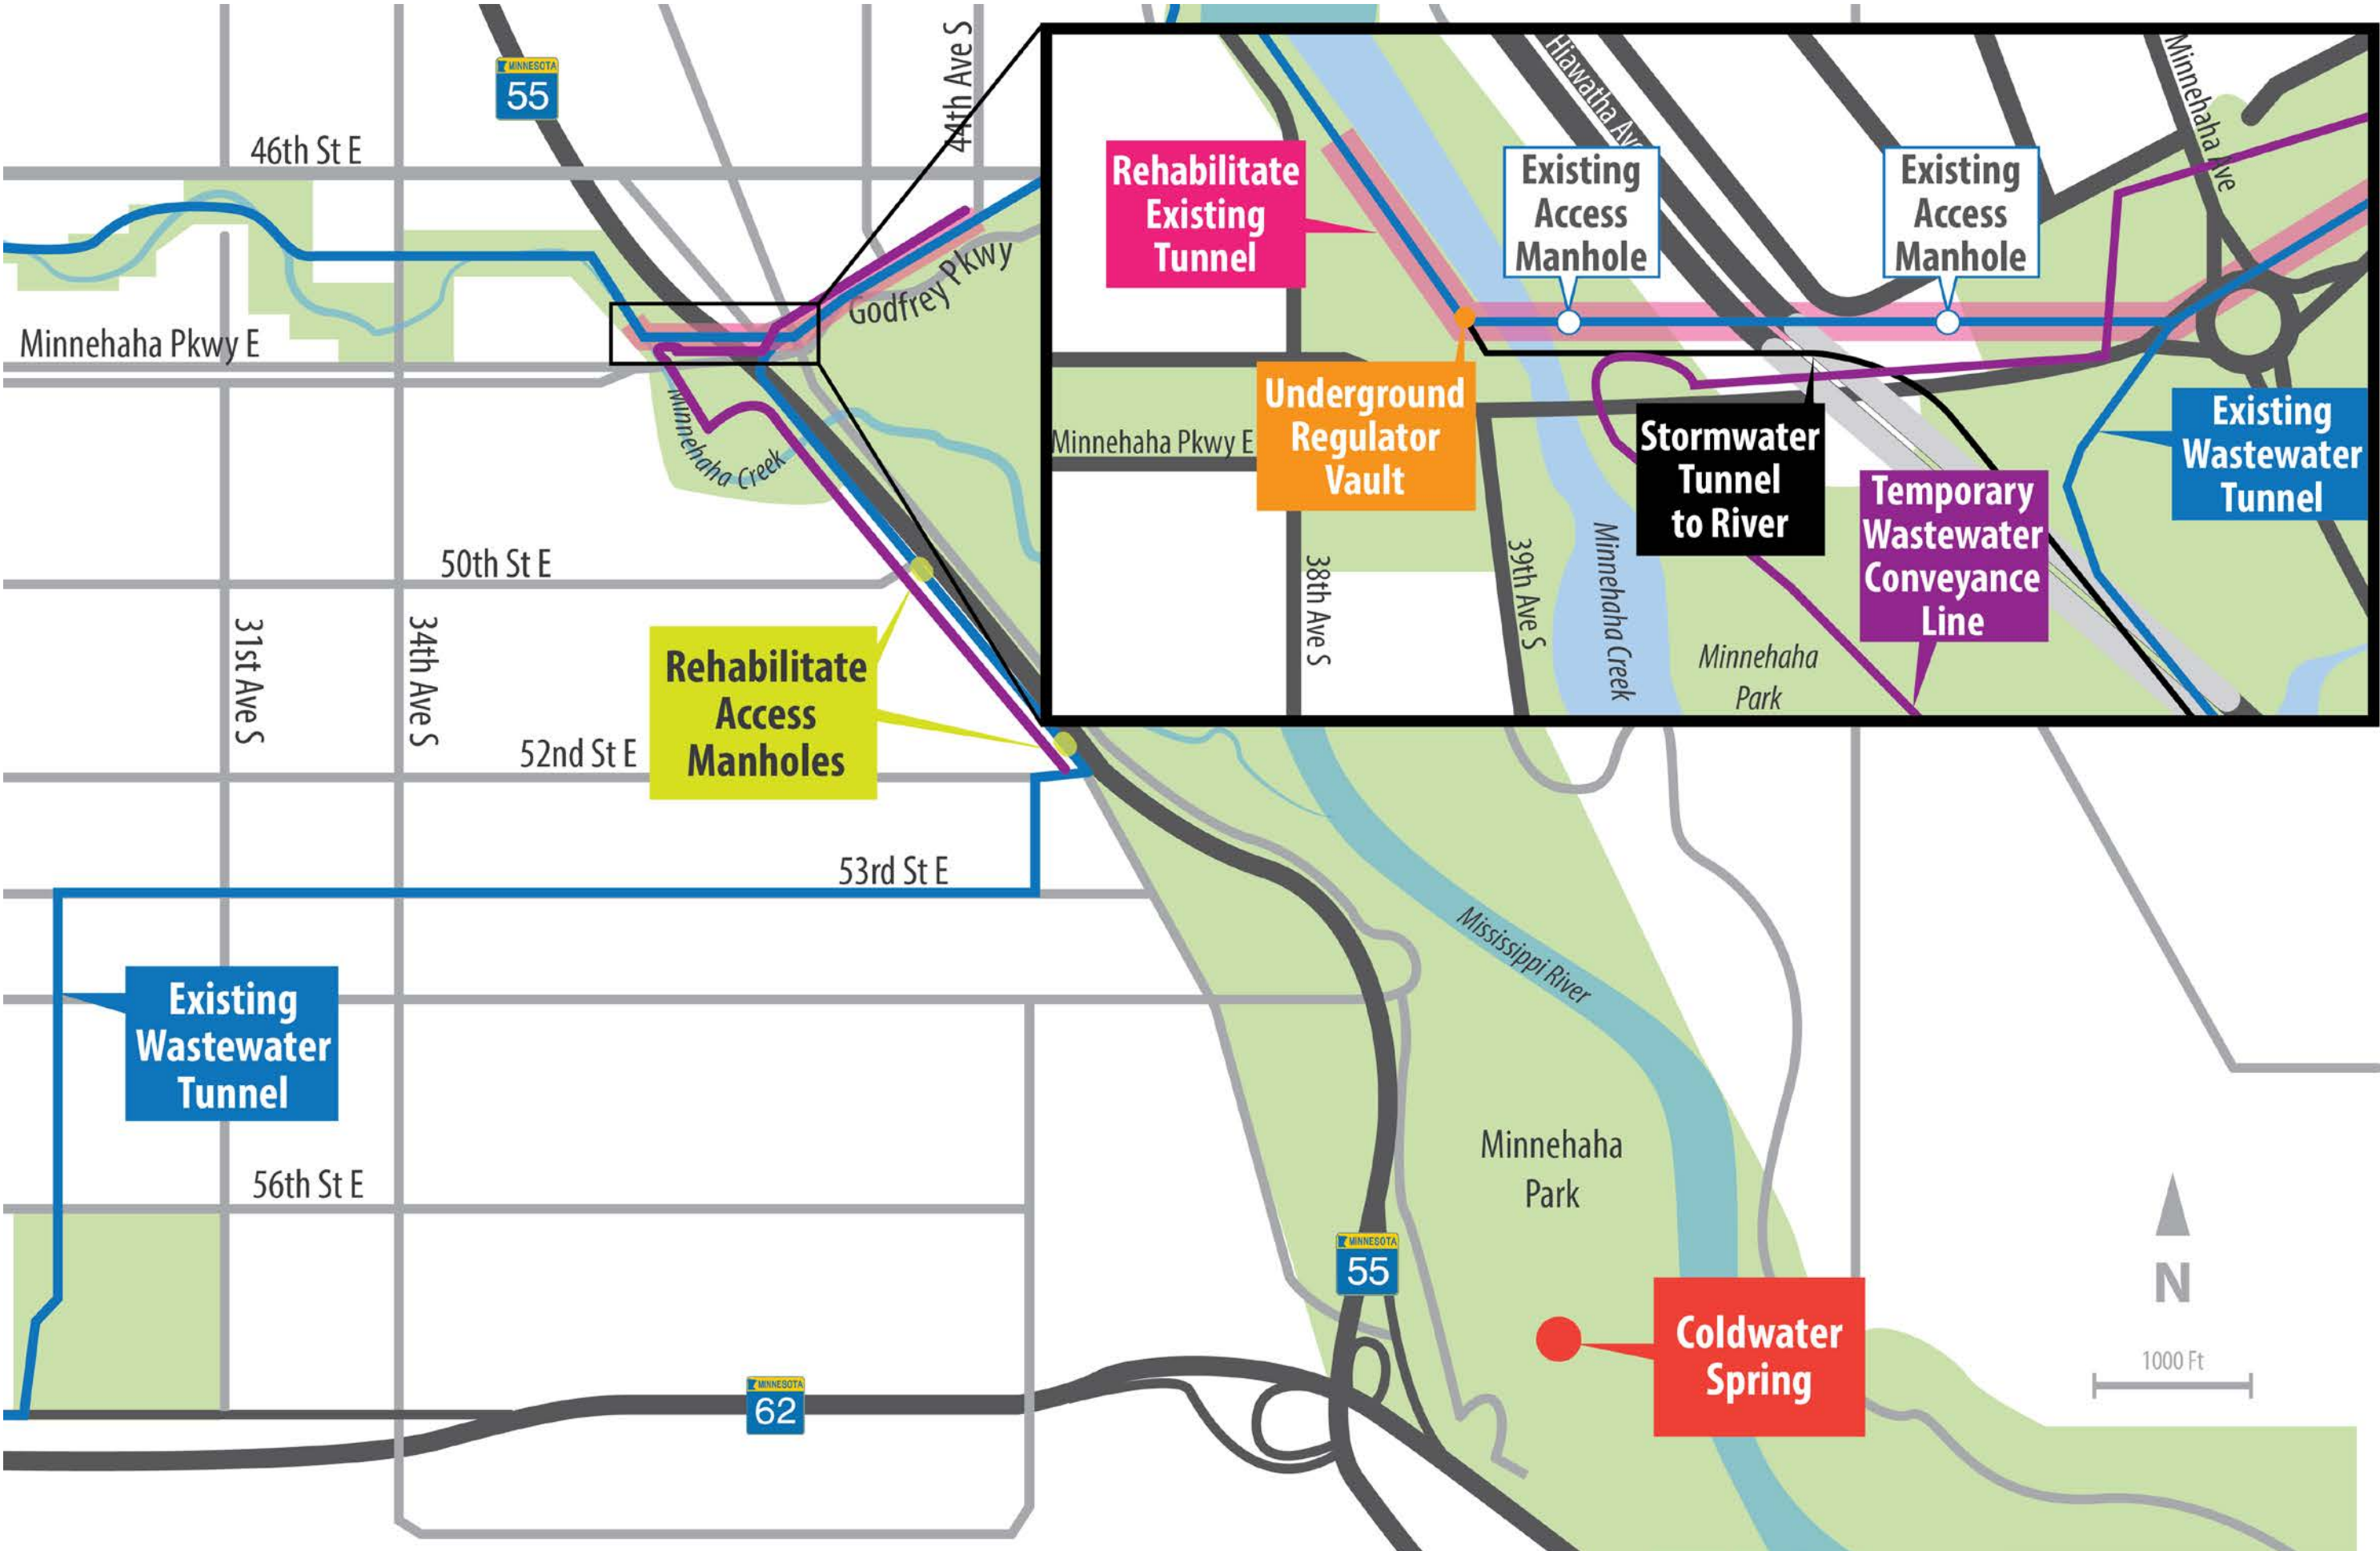 MINNESOTA
55
44th Ave S
46th St E
Minnehaha Pkwy E
Godfrey Pkwy
Minnehaha Creek
50th St E
31st Ave S
34th Ave S
Rehabilitate
Access
Manholes
52nd St E
53rd St E
Existing
Wastewater
Tunnel
56th St E
MINNESOTA
62
Hiawatha Ave
Minnehaha Ave
Rehabilitate
Existing
Tunnel
Existing
Access
Manhole
Existing
Access
Manhole
Underground
Regulator
Vault
Minnehaha Pkwy E
Stormwater
Tunnel
to River
Temporary
Wastewater
Conveyance
Line
Existing
Wastewater
Tunnel
38th Ave S
39th Ave S
Minnehaha Creek
Minnehaha
Park
Mississippi River
Minnehaha
Park
MINNESOTA
55
Coldwater
Spring
N
1000 Ft